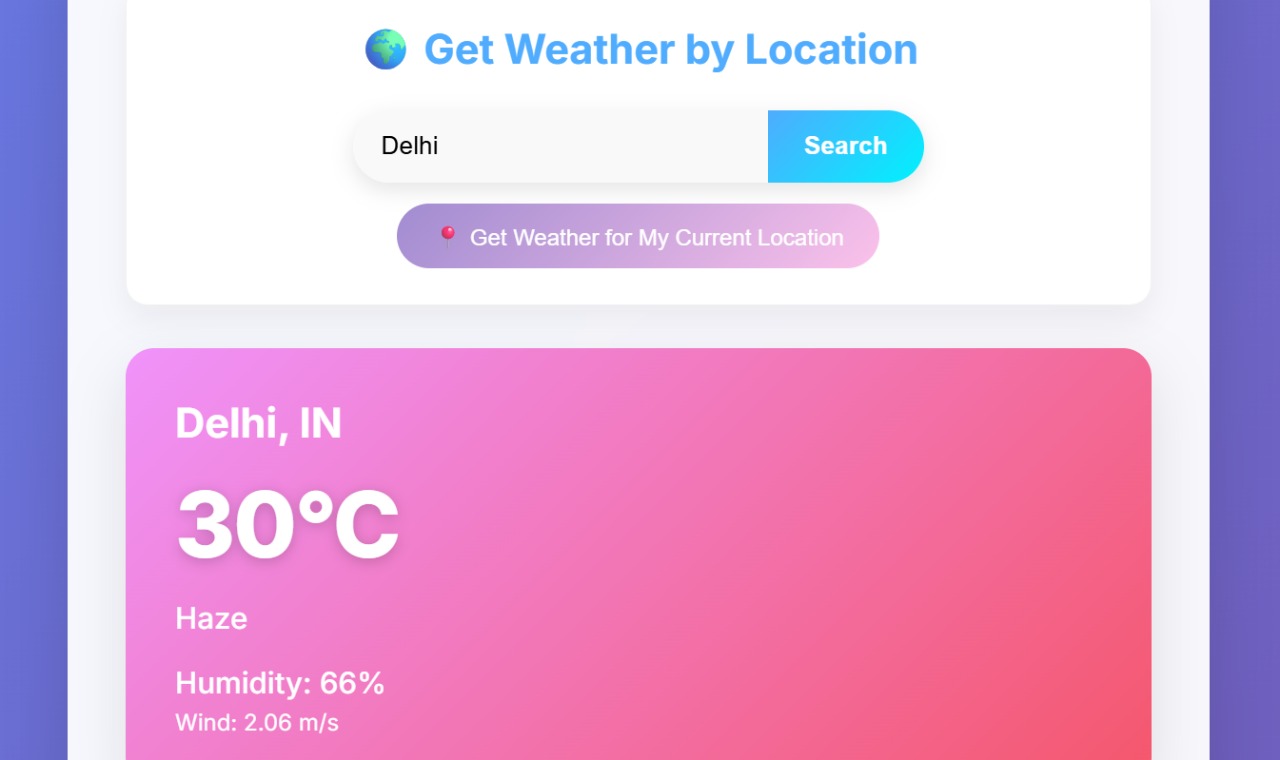 🌍 Get Weather by Location
Delhi Search
📍 Get Weather for My Current Location
Delhi, IN
30°C
Haze
Humidity: 66%
Wind: 2.06 m/s